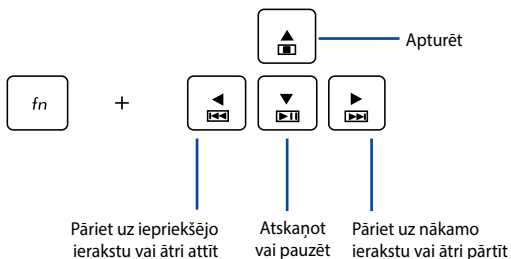 Apturēt
fn +
Pāriet uz iepriekšējo
ierakstu vai ātri attīt
Atskaņot
vai pauzēt
Pāriet uz nākamo
ierakstu vai ātri pārtīt